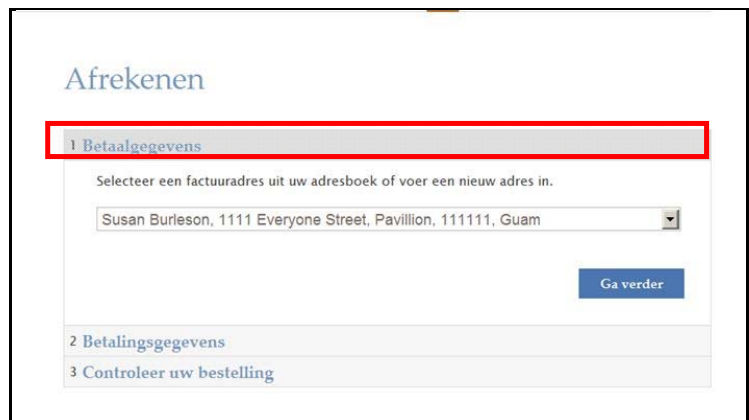 Afrekenen
1 Betaalgegevens
Selecteer een factuuradres uit uw adresboek of voer een nieuw adres in.
Susan Burleson, 1111 Everyone Street, Pavillion, 111111, Guam
Ga verder
2 Betalingsgegevens
3 Controleer uw bestelling